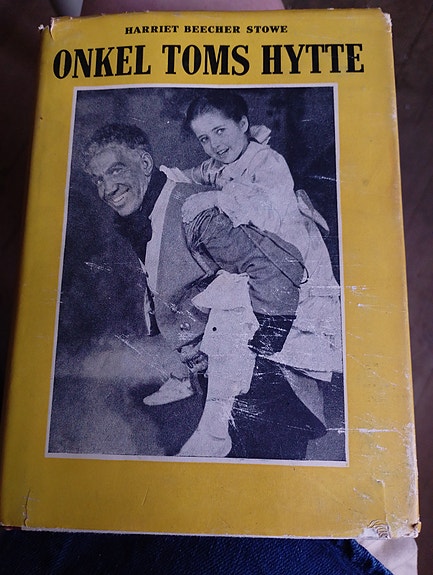 HARRIET BEECHER STOWE
ONKEL TOMS HYTTE